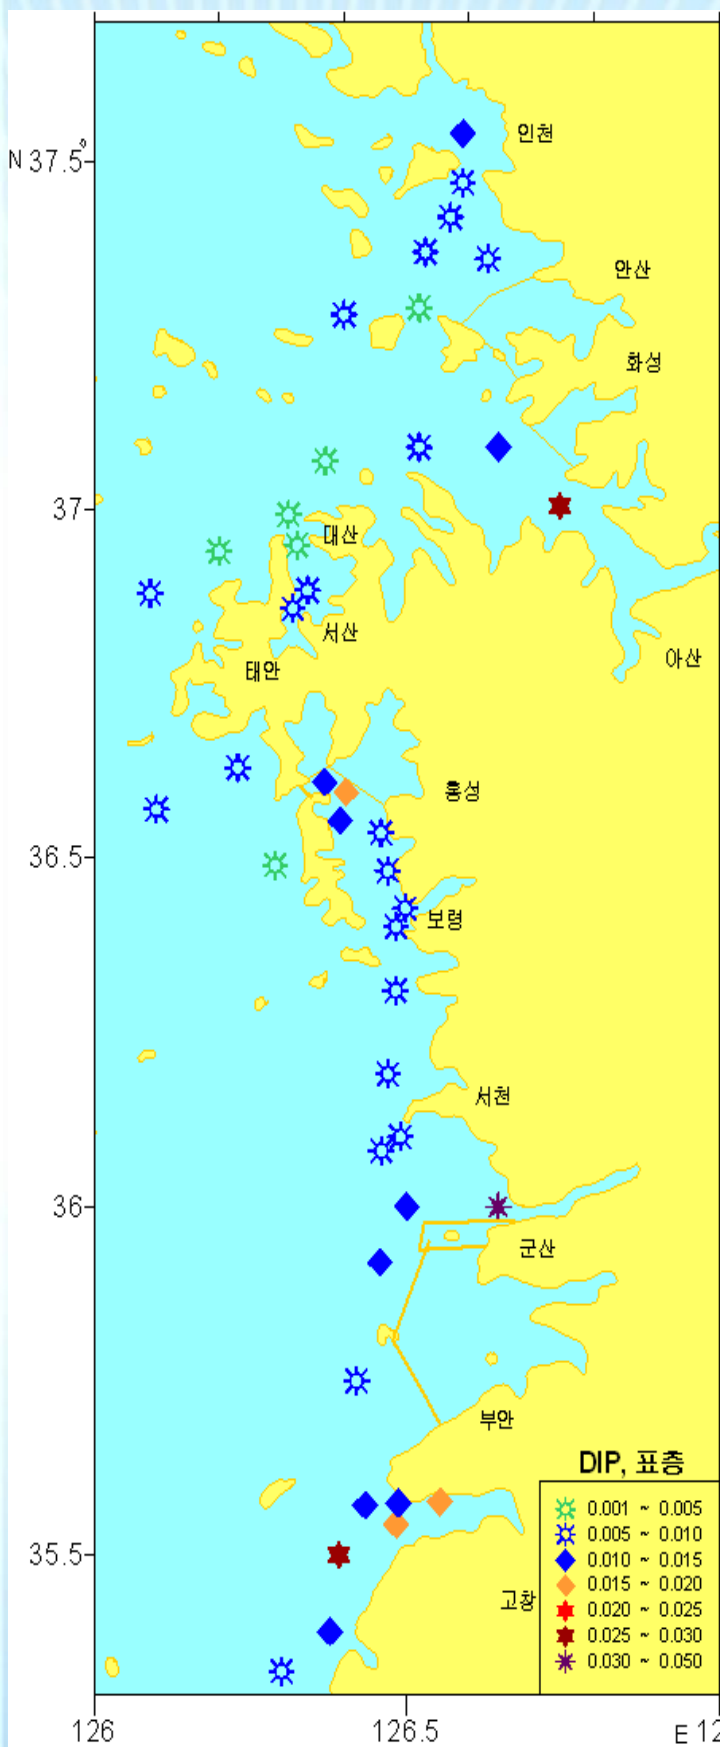 인천
N 37.5°
안산
화성
37
대산
서산
아산
태안
홍성
36.5
보령
서천
36
군산
부안
DIP, 표층
0.001 ~ 0.005
0.005 ~ 0.010
0.010 ~ 0.015
0.015 ~ 0.020
0.020 ~ 0.025
0.025 ~ 0.030
0.030 ~ 0.050
35.5
고창
126
126.5
E 12